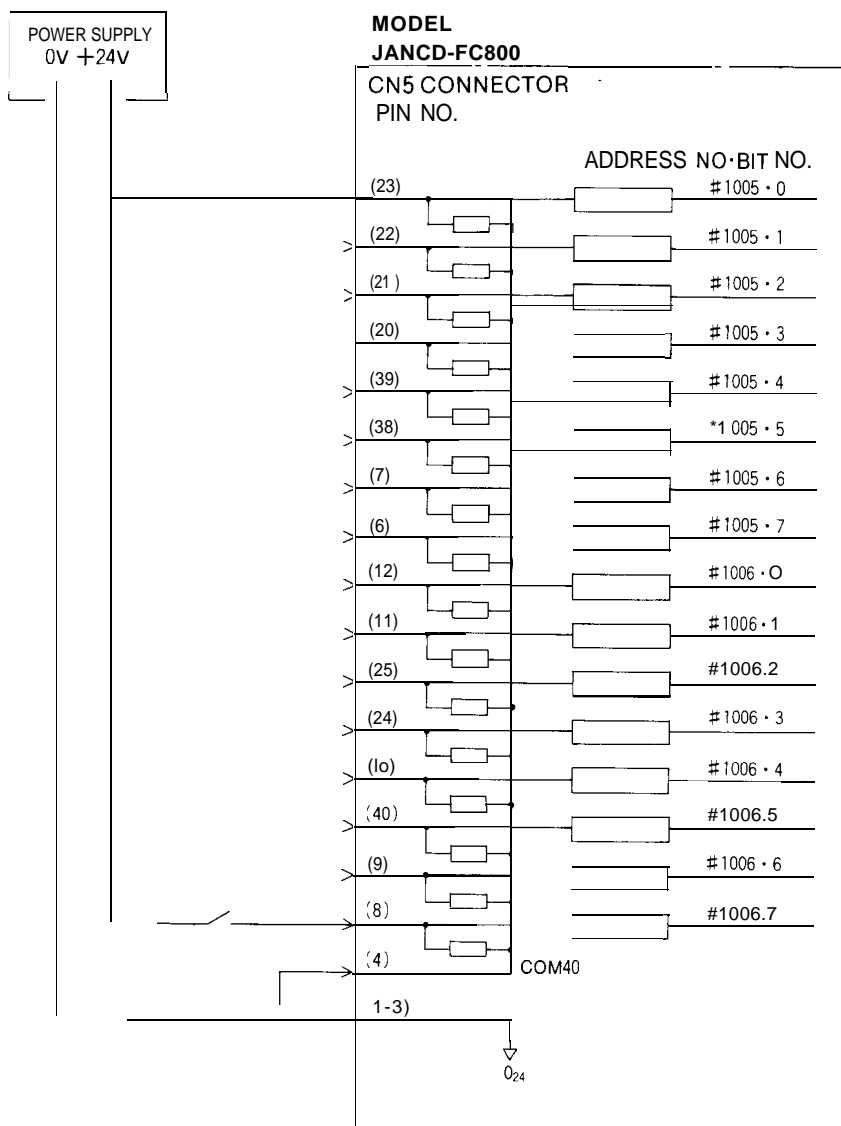 POWER SUPPLY
0V +24V
MODEL
JANCD-FC800
CN5 CONNECTOR
PIN NO.
ADDRESS NO·BIT NO.
(23) #1005・0
(22) #1005・1
(21 ) #1005・2
(20) #1005・3
(39) #1005・4
(38) *1 005・5
(7) #1005・6
(6) #1005・7
(12) #1006・O
(11) #1006・1
(25) #1006.2
(24) #1006・3
(lo) #1006・4
(40) #1006.5
(9) #1006・6
(8) #1006.7
(4) COM40
1-3)
024